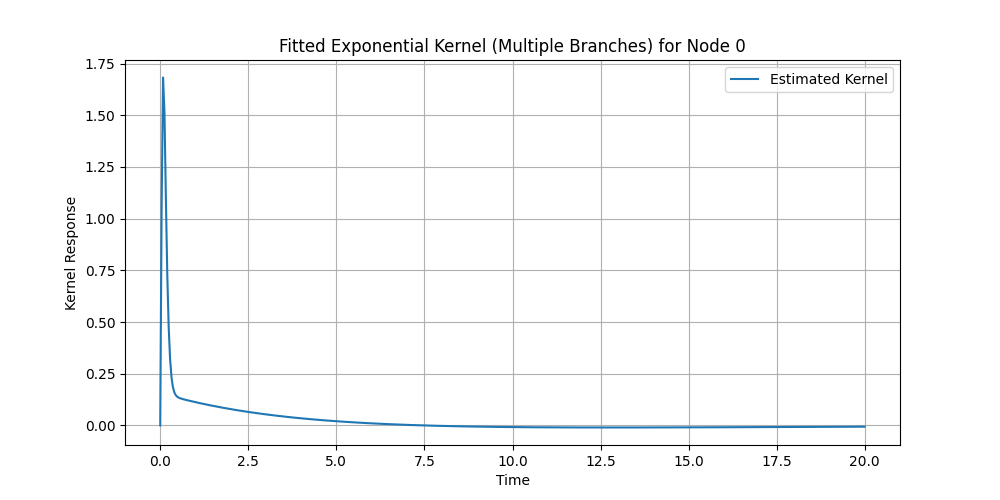 Fitted Exponential Kernel (Multiple Branches) for Node 0
Estimated Kernel
Kernel Response
1.75
1.50
1.25
1.00
0.75
0.50
0.25
0.00
0.0 2.5 5.0 7.5 10.0 12.5 15.0 17.5 20.0
Time